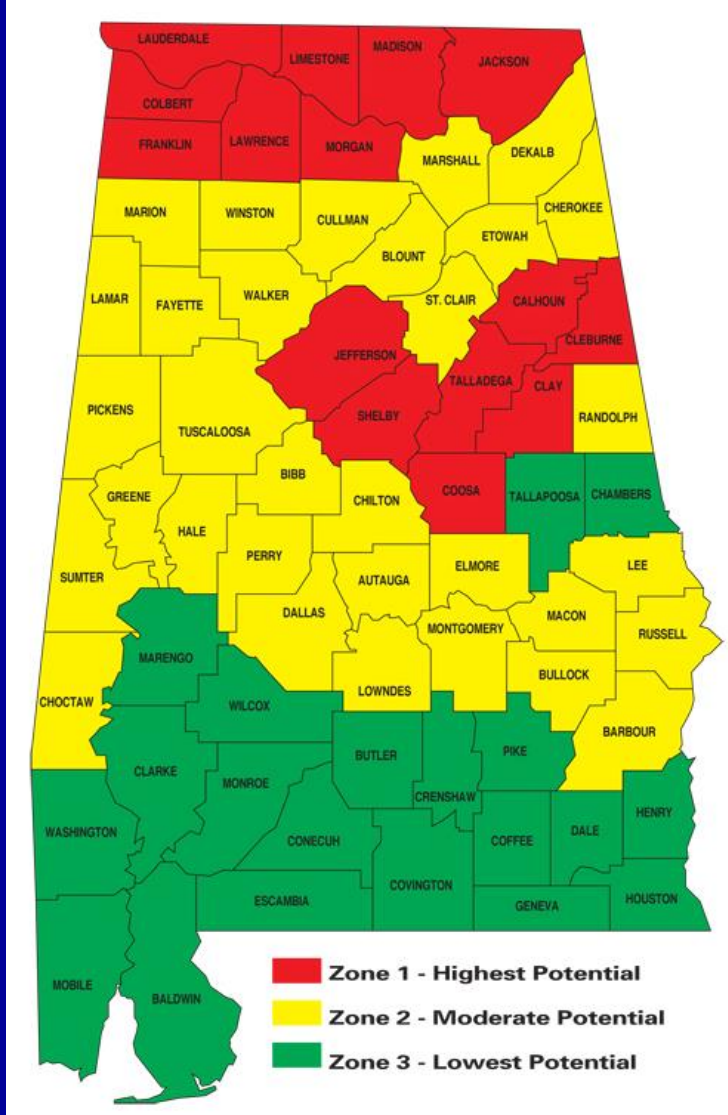 LAUDERDALE
LIMESTONE
MADISON
JACKSON
COLBERT
FRANKLIN
LAWRENCE
MORGAN
MARSHALL
DEKALB
CHEROKEE
MARION
WINSTON
CULLMAN
BLOUNT
ETOWAH
LAMAR
FAYETTE
WALKER
ST. CLAIR
CALHOUN
CLEBURNE
JEFFERSON
TALLADEGA
CLAY
RANDOLPH
PICKENS
TUSCALOOSA
SHELBY
BIBB
COOSA
TALLAPOOSA
CHAMBERS
GREENE
HALE
CHILTON
PERRY
AUTAUGA
ELMORE
LEE
SUMTER
DALLAS
MONTGOMERY
MACON
RUSSELL
MARENGO
LOWNDES
BULLOCK
CHOCTAW
WILCOX
BARBOUR
CLARKE
MONROE
BUTLER
CRENSHAW
PIKE
HENRY
WASHINGTON
CONECUH
COFFEE
DALE
COVINGTON
ESCAMBIA
GENEVA
HOUSTON
MOBILE
BALDWIN
Zone 1 - Highest Potential
Zone 2 - Moderate Potential
Zone 3 - Lowest Potential